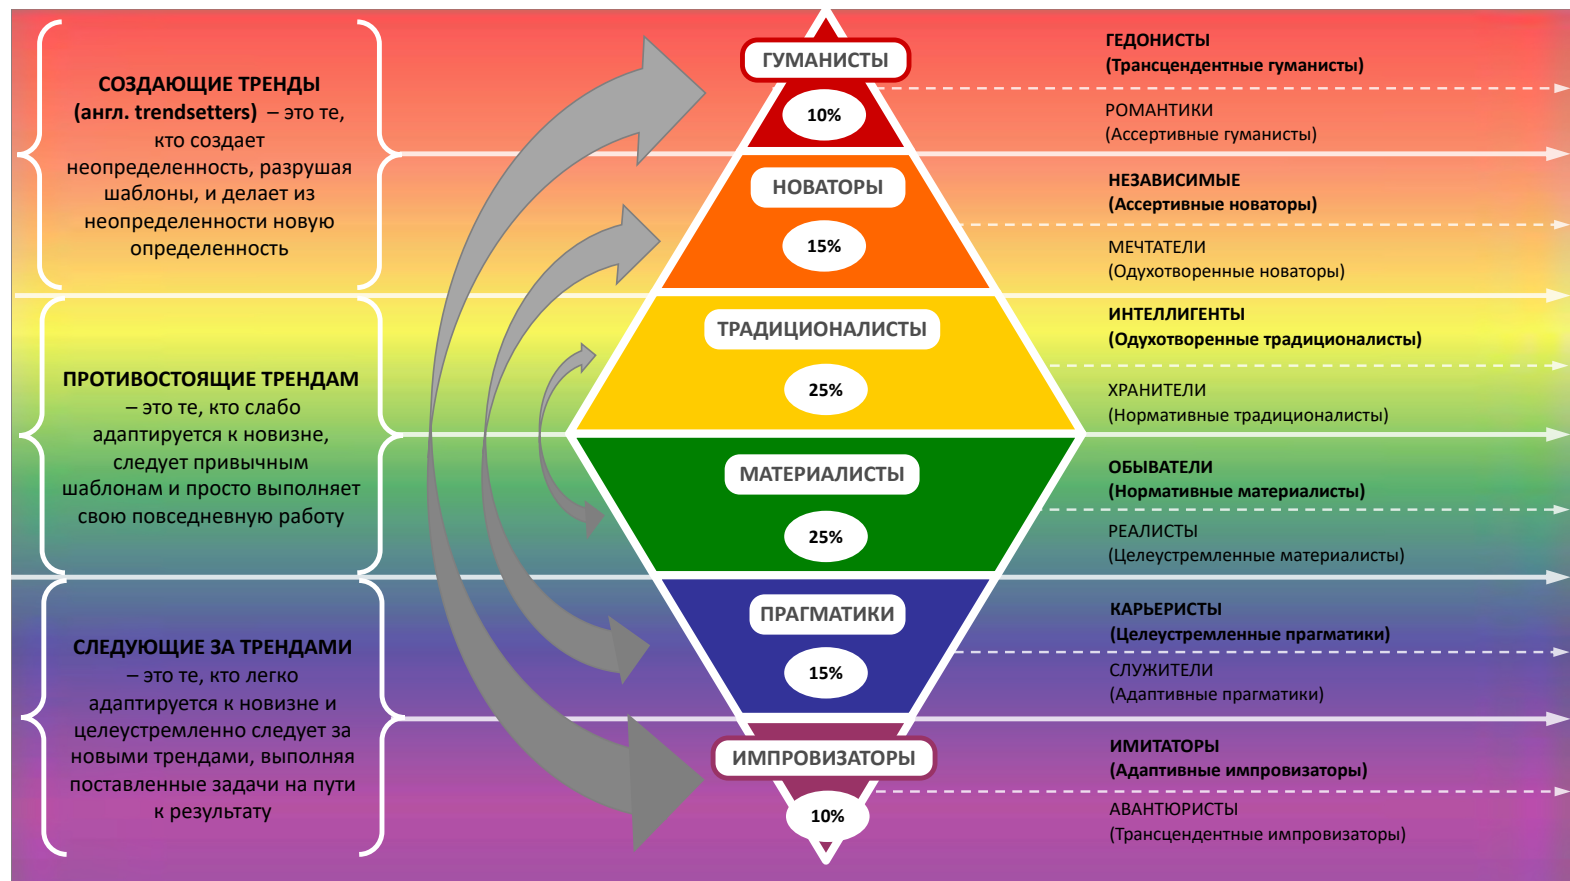 СОЗДАЮЩИЕ ТРЕНДЫ
(англ. trendsetters) – это те,
кто создает
неопределенность, разрушая
шаблоны, и делает из
неопределенности новую
определенность
ПРОТИВОСТОЯЩИЕ ТРЕНДАМ
– это те, кто слабо
адаптируется к новизне,
следует привычным
шаблонам и просто выполняет
свою повседневную работу
СЛЕДУЮЩИЕ ЗА ТРЕНДАМИ
– это те, кто легко
адаптируется к новизне и
целеустремленно следует за
новыми трендами, выполняя
поставленные задачи на пути
к результату
ГУМАНИСТЫ
10%
НОВАТОРЫ
15%
ТРАДИЦИОНАЛИСТЫ
25%
МАТЕРИАЛИСТЫ
25%
ПРАГМАТИКИ
15%
ИМПРОВИЗАТОРЫ
10%
ГЕДОНИСТЫ
(Трансцендентные гуманисты)
РОМАНТИКИ
(Ассертивные гуманисты)
НЕЗАВИСИМЫЕ
(Ассертивные новаторы)
МЕЧТАТЕЛИ
(Одухотворенные новаторы)
ИНТЕЛЛИГЕНТЫ
(Одухотворенные традиционалисты)
ХРАНИТЕЛИ
(Нормативные традиционалисты)
ОБЫВАТЕЛИ
(Нормативные материалисты)
РЕАЛИСТЫ
(Целеустремленные материалисты)
КАРЬЕРИСТЫ
(Целеустремленные прагматики)
СЛУЖИТЕЛИ
(Адаптивные прагматики)
ИМИТАТОРЫ
(Адаптивные импровизаторы)
АВАНТЮРИСТЫ
(Трансцендентные импровизаторы)